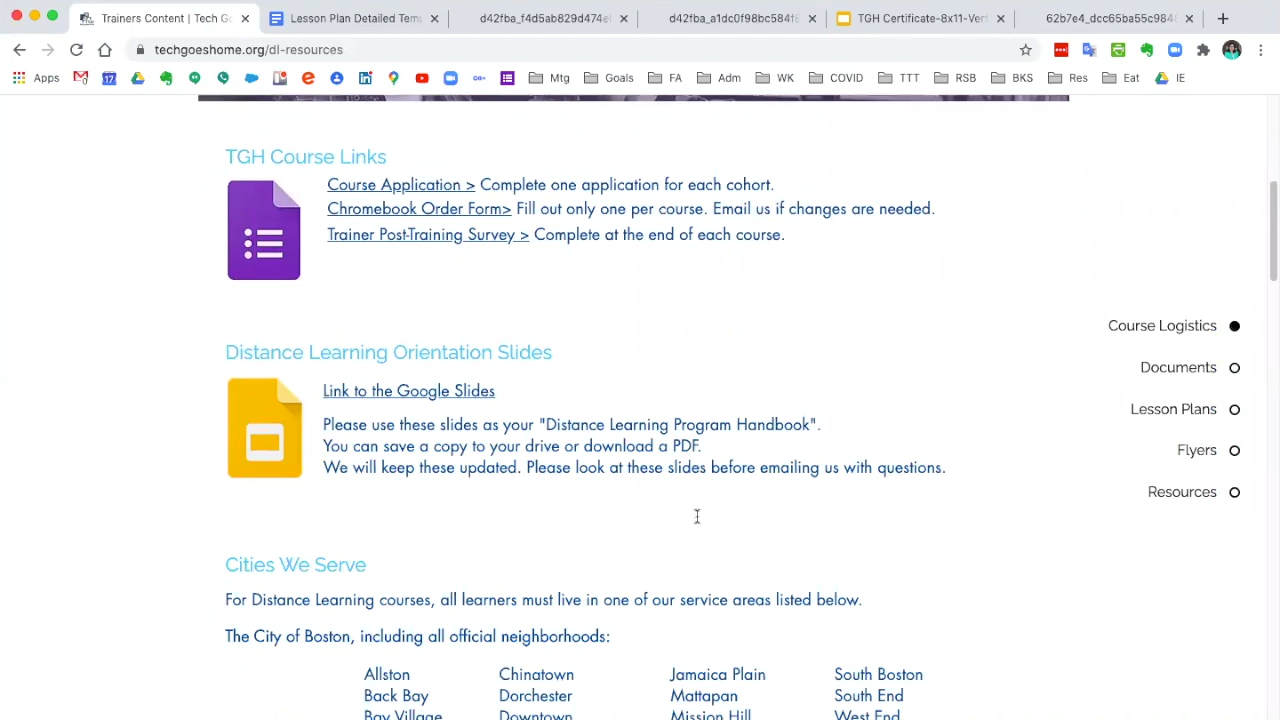 Trainers Content | Tech Go
Lesson Plan Detailed Tem
d42fba_f4d5ab829d474e
d42fba_a1dc0f98bc584f8
TGH Certificate-8x11-Vert
62b7e4_dcc65ba55c984
techgoeshome.org/dl-resources
Apps
17
Mtg
Goals
FA
Adm
WK
COVID
TTT
RSB
BKS
Res
Eat
IE
TGH Course Links
Course Application > Complete one application for each cohort.
Chromebook Order Form> Fill out only one per course. Email us if changes are needed.
Trainer Post-Training Survey > Complete at the end of each course.
Course Logistics
Documents
Lesson Plans
Flyers
Resources
Distance Learning Orientation Slides
Link to the Google Slides
Please use these slides as your "Distance Learning Program Handbook".
You can save a copy to your drive or download a PDF.
We will keep these updated. Please look at these slides before emailing us with questions.
Cities We Serve
For Distance Learning courses, all learners must live in one of our service areas listed below.
The City of Boston, including all official neighborhoods:
Allston Chinatown Jamaica Plain South Boston
Back Bay Dorchester Mattapan South End
Bay Village Downtown Mission Hill West End